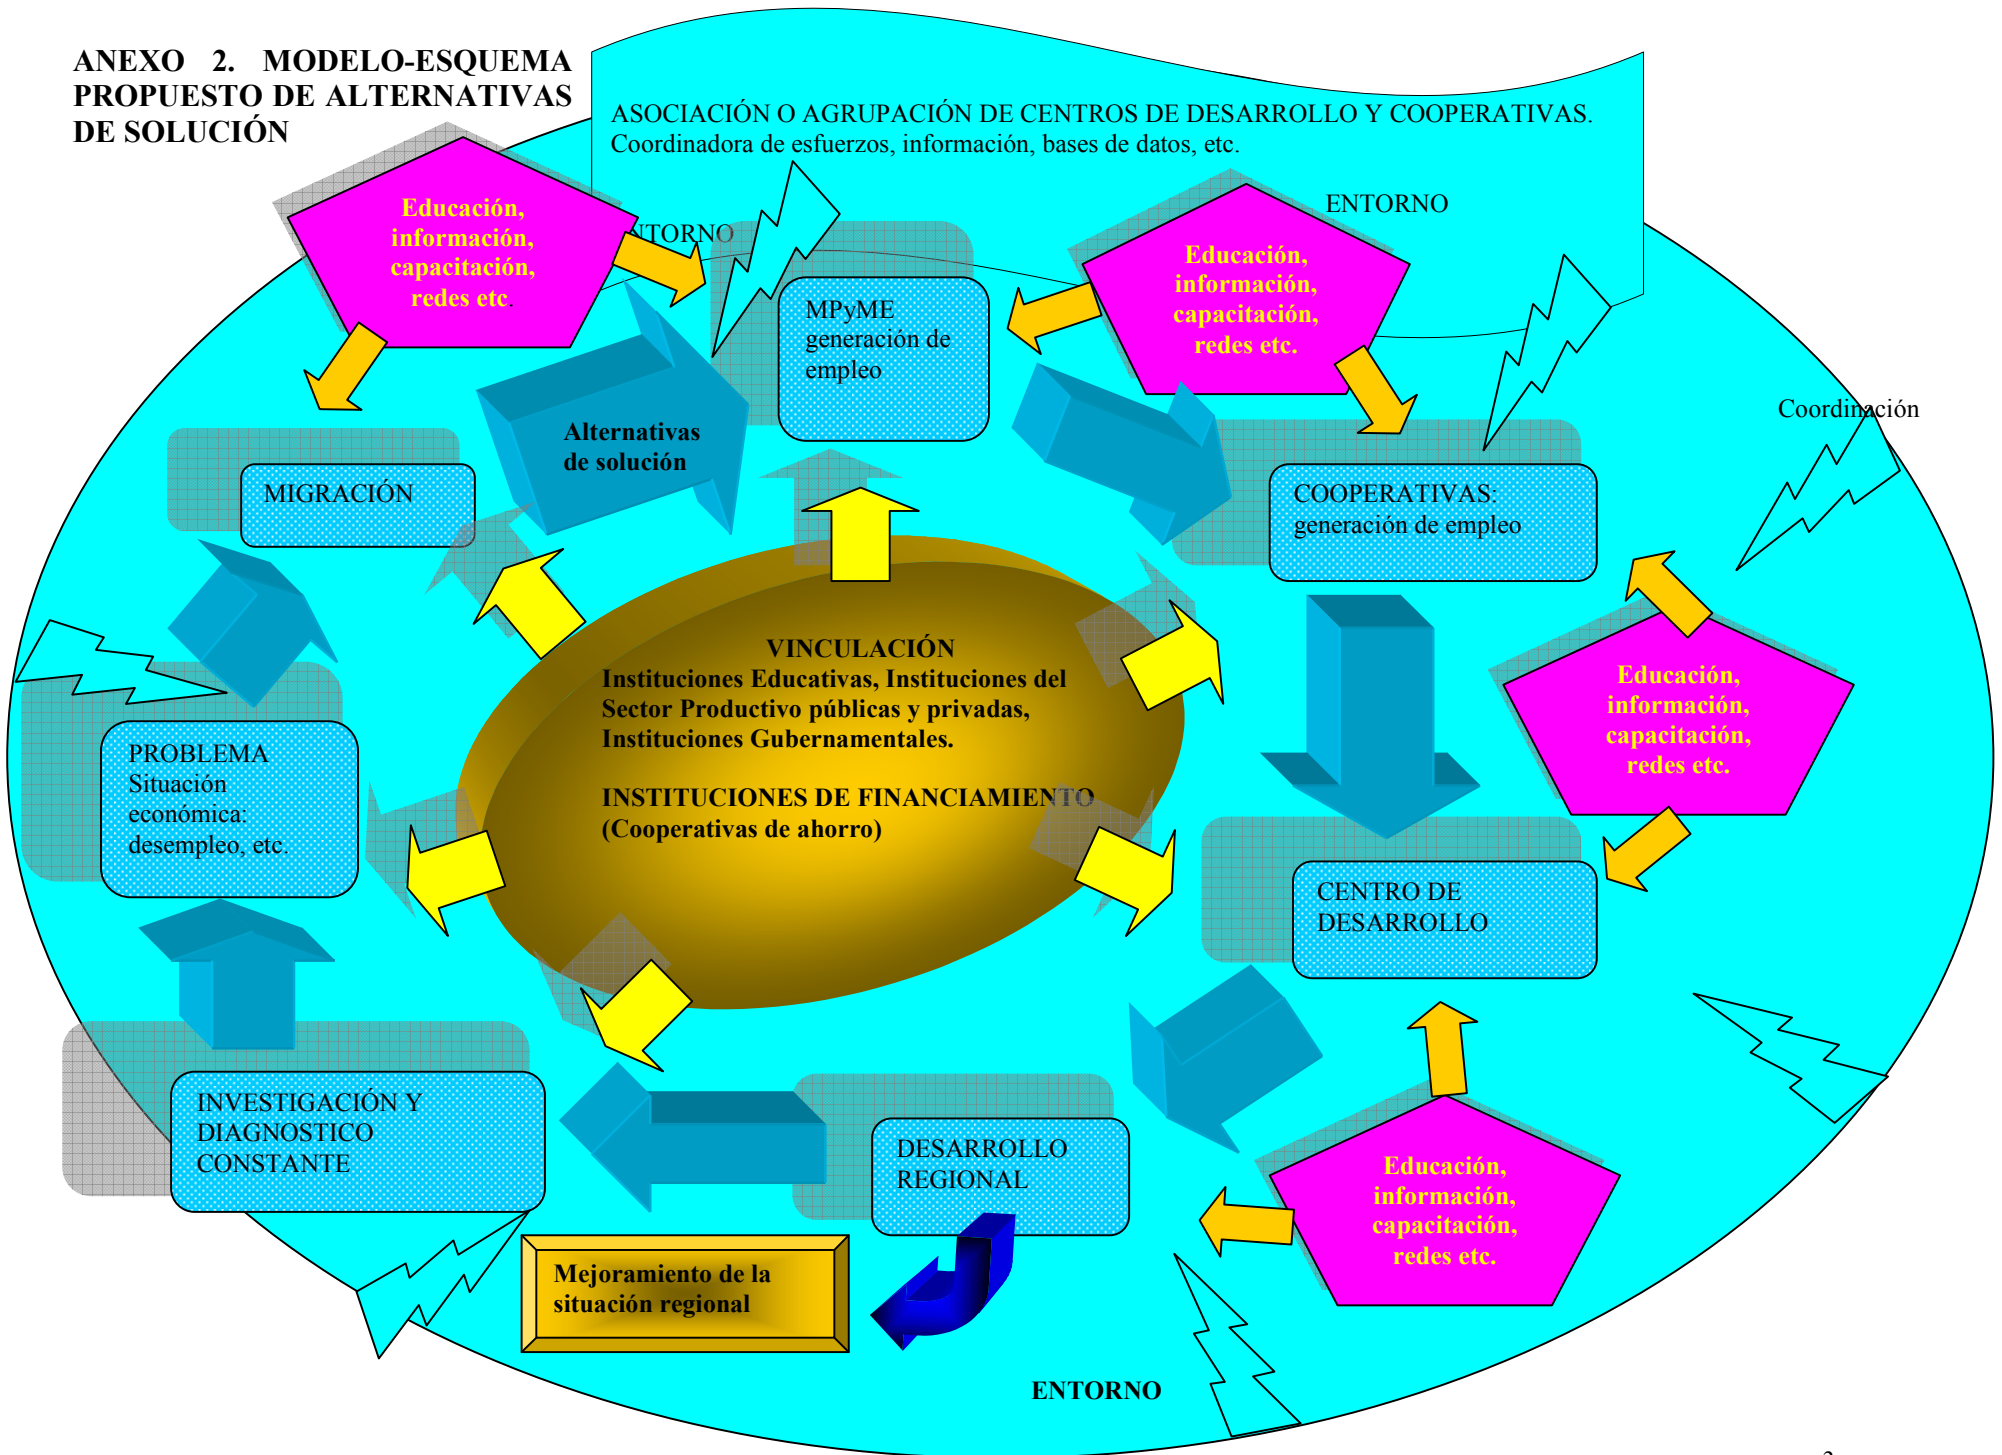 ANEXO 2. MODELO-ESQUEMA
PROPUESTO DE ALTERNATIVAS
DE SOLUCIÓN
ASOCIACIÓN O AGRUPACIÓN DE CENTROS DE DESARROLLO Y COOPERATIVAS.
Coordinadora de esfuerzos, información, bases de datos, etc.
Educación,
información,
capacitación,
redes etc.
NTORNO
ENTORNO
Educación,
información,
capacitación,
redes etc.
MPyME
generación de
empleo
Coordinación
Alternativas
de solución
MIGRACIÓN
COOPERATIVAS:
generación de empleo
VINCULACIÓN
Instituciones Educativas, Instituciones del
Sector Productivo públicas y privadas,
Instituciones Gubernamentales.
INSTITUCIONES DE FINANCIAMIENTO
(Cooperativas de ahorro)
Educación,
información,
capacitación,
redes etc.
PROBLEMA
Situación
económica:
desempleo, etc.
CENTRO DE
DESARROLLO
INVESTIGACIÓN Y
DIAGNOSTICO
CONSTANTE
DESARROLLO
REGIONAL
Educación,
información,
capacitación,
redes etc.
Mejoramiento de la
situación regional
ENTORNO